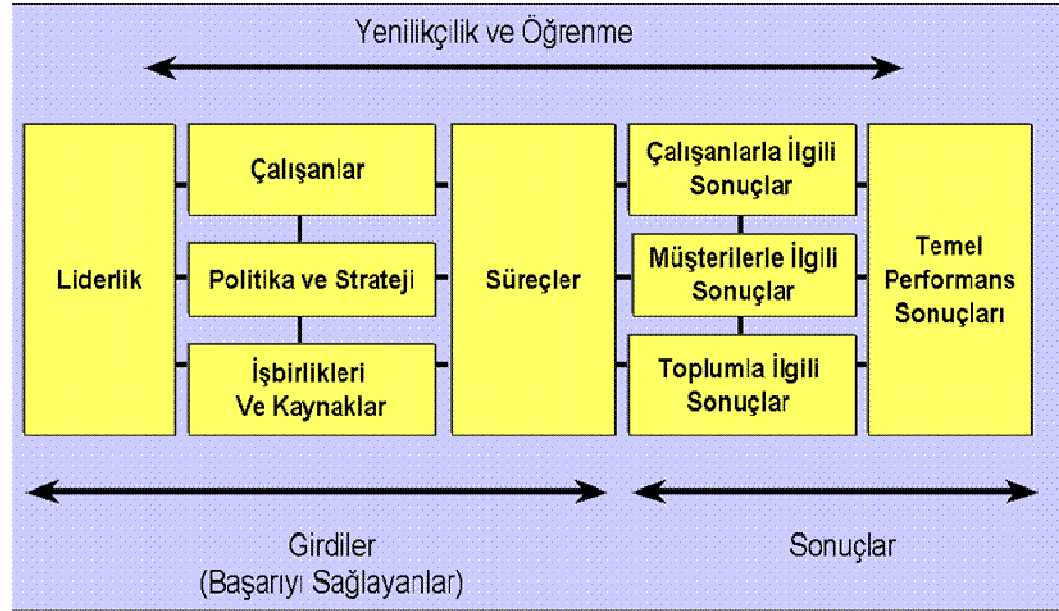 Yenilikçilik ve Öğrenme
Liderlik
Çalışanlar
Politika ve Strateji
İşbirlikleri
Ve Kaynaklar
Süreçler
Çalışanlarla İlgili
Sonuçlar
Müşterilerle İlgili
Sonuçlar
Toplumla İlgili
Sonuçlar
Temel
Performans
Sonuçları
Girdiler
(Başarıyı Sağlayanlar)
Sonuçlar